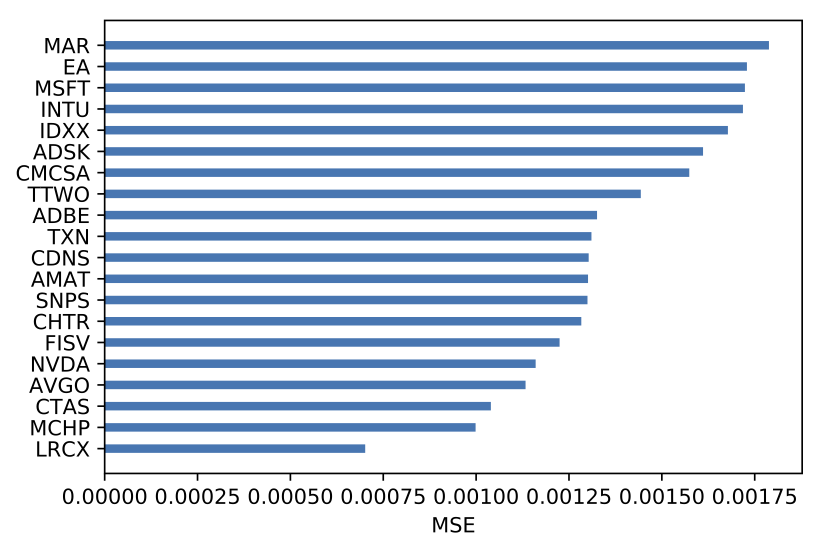 MAR
EA
MSFT
INTU
IDXX
ADSK
CMCSA
TTWO
ADBE
TXN
CDNS
AMAT
SNPS
CHTR
FISV
NVDA
AVGO
CTAS
MCHP
LRCX
0.00000 0.00025 0.00050 0.00075 0.00100 0.00125 0.00150 0.00175
MSE